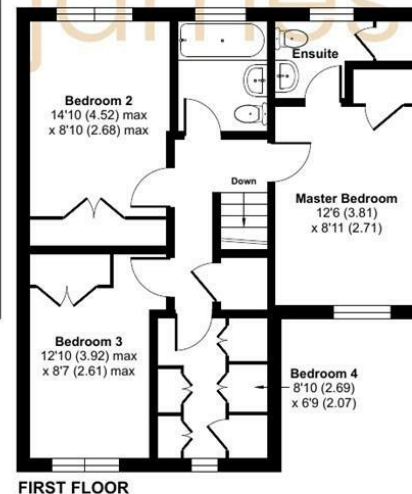 james
Ensuite
Bedroom 2
14'10 (4.52) max
x 8'10 (2.68) max
Down
Master Bedroom
12'6 (3.81)
x 8'11 (2.71)
Bedroom 3
12'10 (3.92) max
x 8'7 (2.61) max
Bedroom 4
8'10 (2.69)
x 6'9 (2.07)
FIRST FLOOR